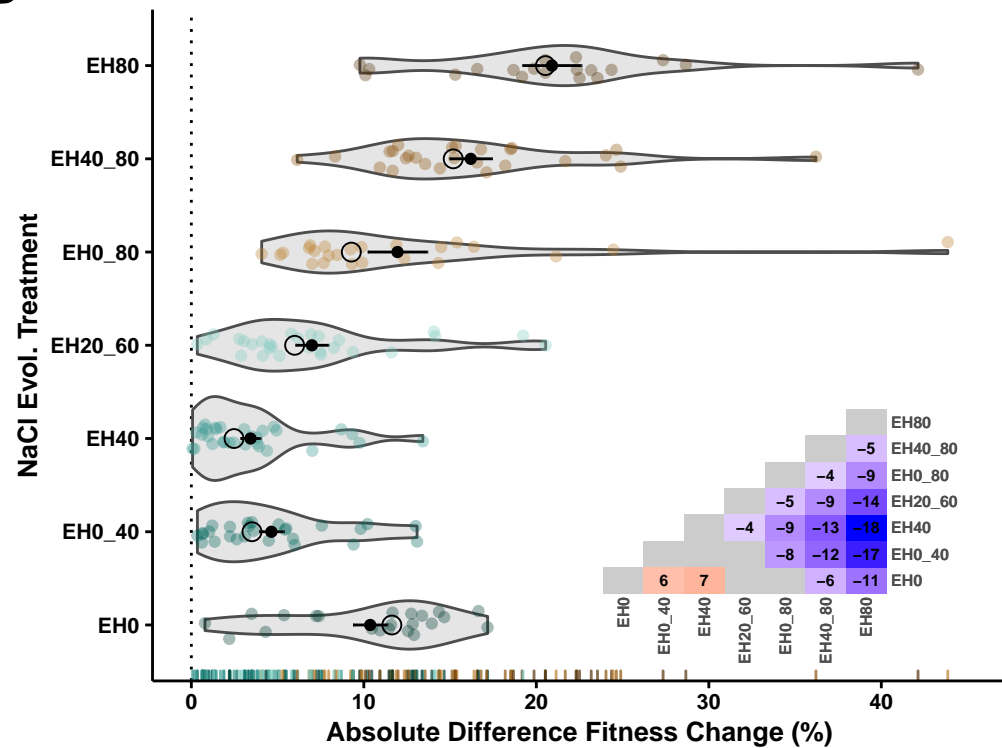 EH80
EH40_80
EH0_80
EH20_60
EH40
EH0_40
EH0
NaCl Evol. Treatment
0 10 20 30 40
Absolute Difference Fitness Change (%)
EH80
−5 EH40_80
−4 −9 EH0_80
−5 −9 −14 EH20_60
−4 −9 −13 −18 EH40
−8 −12 −17 EH0_40
6 7 −6 −11 EH0
EH0 EH0_40 EH40 EH20_60 EH0_80 EH40_80 EH80